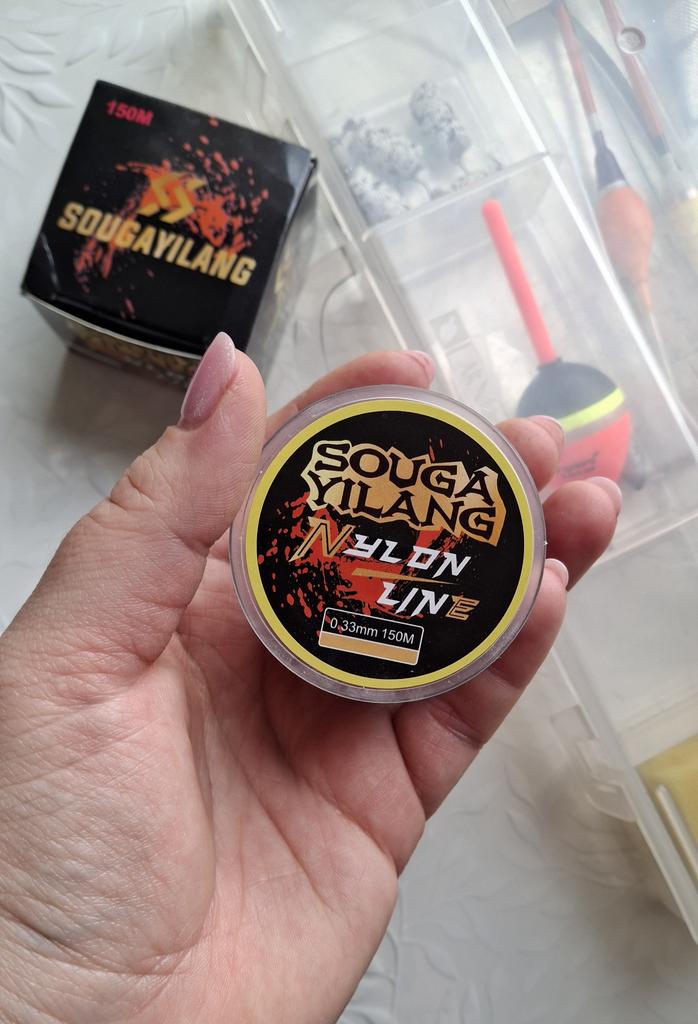 150M
SOUGAYILANG
SOUGA
YILANG
NYLON
LINE
0.33mm 150M